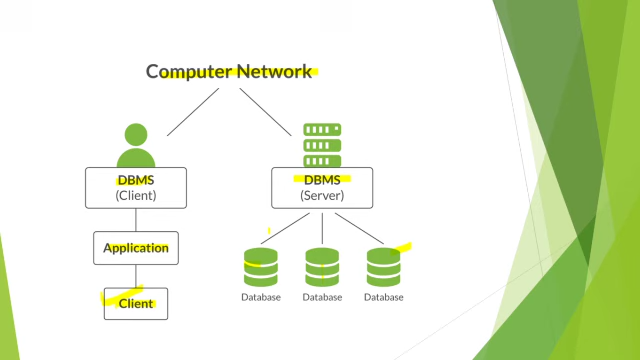 Computer Network
DBMS
(Client)
DBMS
(Server)
Application
Client
Database
Database
Database